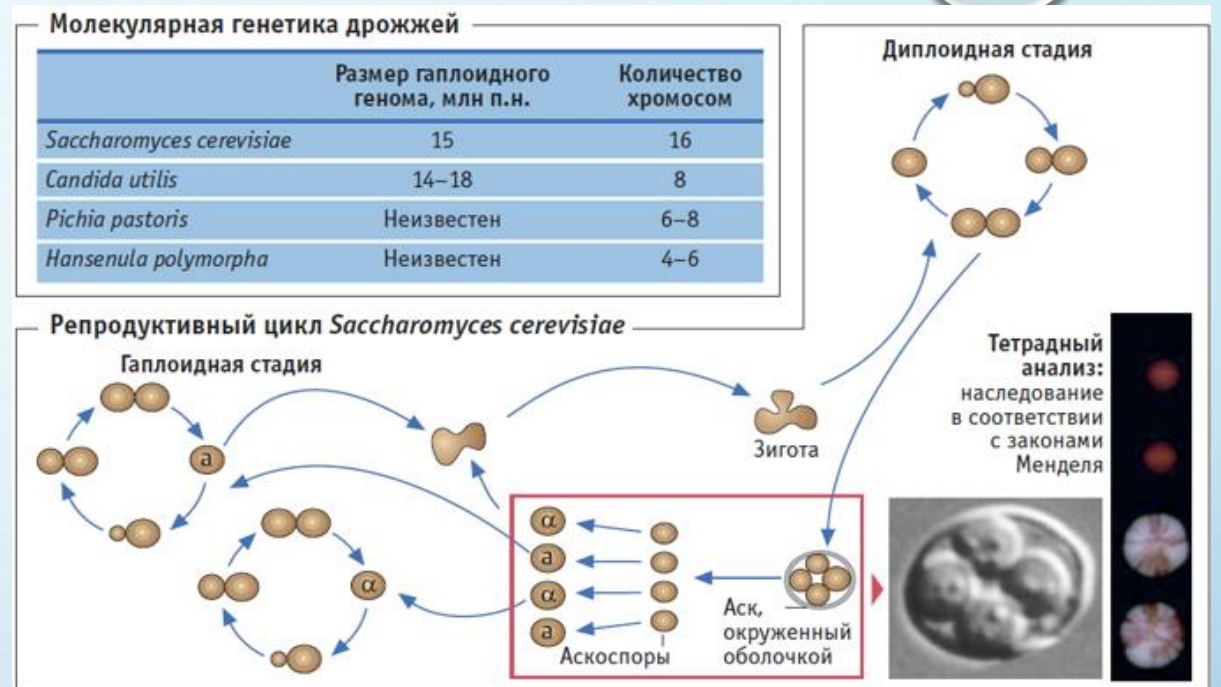 Молекулярная генетика дрожжей
Размер гаплоидного
генома, млн п.н.
Количество
хромосом
Saccharomyces cerevisiae 15 16
Candida utilis 14–18 8
Pichia pastoris Неизвестен 6–8
Hansenula polymorpha Неизвестен 4–6
Диплоидная стадия
Репродуктивный цикл Saccharomyces cerevisiae
Гаплоидная стадия
a
α
Зигота
α
a
α
a
Аскоспоры
Аск,
окруженный
оболочкой
Тетрадный
анализ:
наследование
в соответствии
с законами
Менделя